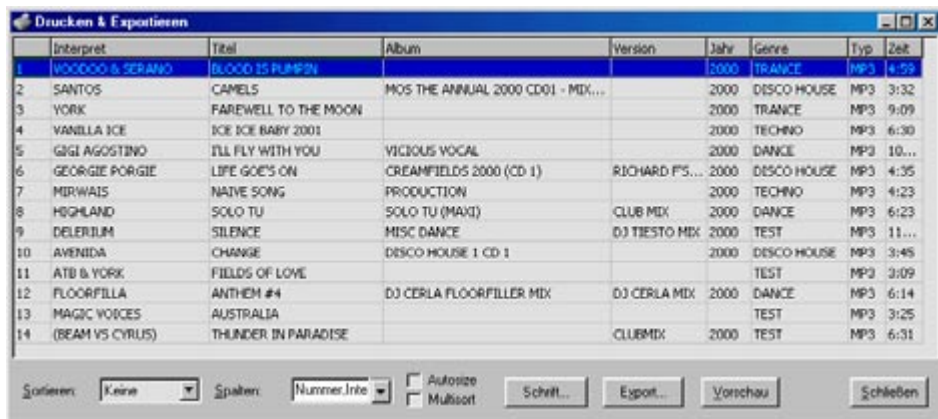 Drucken & Exportieren
Interpret Titel Album Version Jahr Genre Typ Zeit
1 VOODOO & SERANO BLOOD IS PUMPIN 2000 TRANCE MP3 4:59
2 SANTOS CAMELS MOS THE ANNUAL 2000 CD01 - MIX... 2000 DISCO HOUSE MP3 3:32
3 YORK FAREWELL TO THE MOON 2000 TRANCE MP3 9:09
4 VANILLA ICE ICE ICE BABY 2001 2000 TECHNO MP3 6:30
5 GIGI AGOSTINO I'LL FLY WITH YOU VICIOUS VOCAL 2000 DANCE MP3 10...
6 GEORGIE PORGIE LIFE GOE'S ON CREAMFIELDS 2000 (CD 1) RICHARD F'S... 2000 DISCO HOUSE MP3 4:35
7 MIRWAIS NAIVE SONG PRODUCTION 2000 TECHNO MP3 4:23
8 HIGHLAND SOLO TU SOLO TU (MAXI) CLUB MIX 2000 DANCE MP3 6:23
9 DELERIUM SILENCE MISC DANCE DJ TIESTO MIX 2000 TEST MP3 11...
10 AVENIDA CHANGE DISCO HOUSE 1 CD 1 2000 DISCO HOUSE MP3 3:45
11 ATB & YORK FIELDS OF LOVE TEST MP3 3:09
12 FLOORFILLA ANTHEM #4 DJ CERLA FLOORFILLER MIX DJ CERLA MIX 2000 DANCE MP3 6:14
13 MAGIC VOICES AUSTRALIA TEST MP3 3:25
14 (BEAM VS CYRUS) THUNDER IN PARADISE CLUBMIX 2000 TEST MP3 6:31
Sortieren: Keine Spalten: Nummer,Inte Autosize Schrift... Export... Vorschau Schließen
Multisort